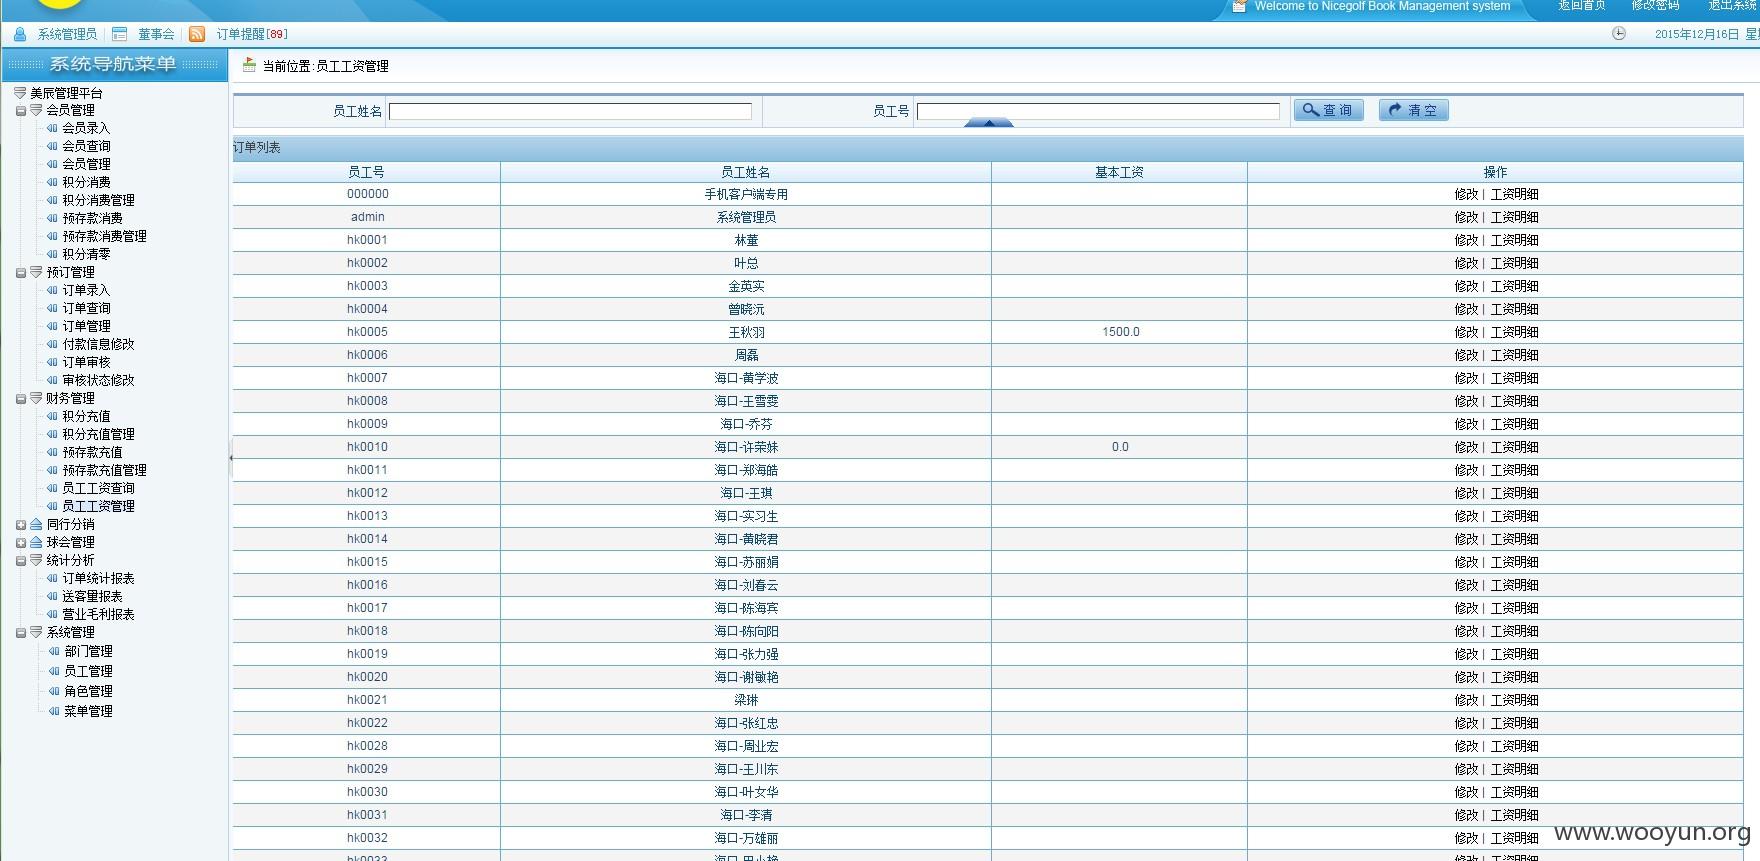 Welcome to Nicegolf Book Management system 返回首页 修改密码 退出系统
系统管理员 董事会 订单提醒[89] 2015年12月16日
系统导航菜单
美辰管理平台
会员管理
会员录入
会员查询
会员管理
积分消费
积分消费管理
预存款消费
预存款消费管理
积分清零
预订管理
订单录入
订单查询
订单管理
付款信息修改
订单审核
审核状态修改
财务管理
积分充值
积分充值管理
预存款充值
预存款充值管理
员工工资查询
员工工资管理
同行分销
球会管理
统计分析
订单统计报表
送客量报表
营业毛利报表
系统管理
部门管理
员工管理
角色管理
菜单管理
当前位置:员工工资管理
员工姓名 员工号 查询 清空
订单列表
员工号 员工姓名 基本工资 操作
000000 手机客户端专用 修改 | 工资明细
admin 系统管理员 修改 | 工资明细
hk0001 林董 修改 | 工资明细
hk0002 叶总 修改 | 工资明细
hk0003 金英实 修改 | 工资明细
hk0004 曾晓沅 修改 | 工资明细
hk0005 王秋羽 1500.0 修改 | 工资明细
hk0006 周磊 修改 | 工资明细
hk0007 海口-黄学波 修改 | 工资明细
hk0008 海口-王雪雯 修改 | 工资明细
hk0009 海口-乔芬 修改 | 工资明细
hk0010 海口-许荣妹 0.0 修改 | 工资明细
hk0011 海口-郑海皓 修改 | 工资明细
hk0012 海口-王琪 修改 | 工资明细
hk0013 海口-实习生 修改 | 工资明细
hk0014 海口-黄晓君 修改 | 工资明细
hk0015 海口-苏丽娟 修改 | 工资明细
hk0016 海口-刘春云 修改 | 工资明细
hk0017 海口-陈海宾 修改 | 工资明细
hk0018 海口-陈向阳 修改 | 工资明细
hk0019 海口-张力强 修改 | 工资明细
hk0020 海口-谢敏艳 修改 | 工资明细
hk0021 梁琳 修改 | 工资明细
hk0022 海口-张红忠 修改 | 工资明细
hk0028 海口-周业宏 修改 | 工资明细
hk0029 海口-王川东 修改 | 工资明细
hk0030 海口-叶女华 修改 | 工资明细
hk0031 海口-李清 修改 | 工资明细
hk0032 海口-万雄丽 修改 | 工资明细
www.wooyun.org